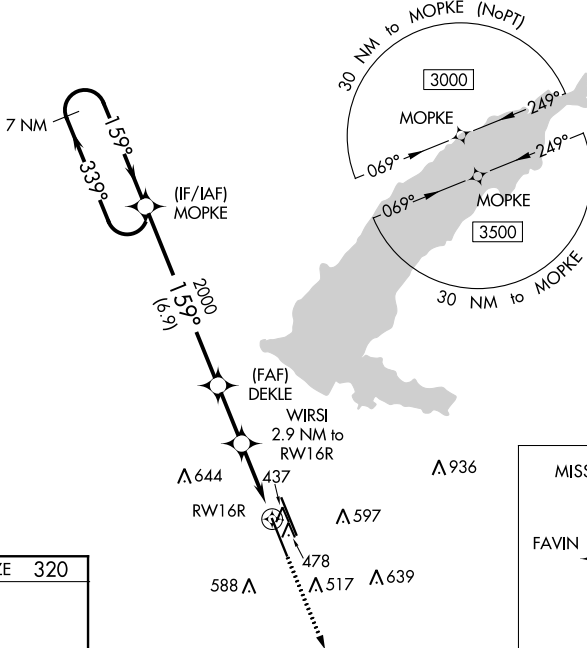 30 NM to MOPKE (NoPT)
3000
MOPKE
249°
069°
249°
069°
MOPKE
3500
30 NM to MOPKE
7 NM
159°
339°
(IF/IAF)
MOPKE
2000
159°
(6.9)
(FAF)
DEKLE
WIRSI
2.9 NM to
RW16R
644
437
936
RW16R
597
478
588
517
639
FAVIN
320